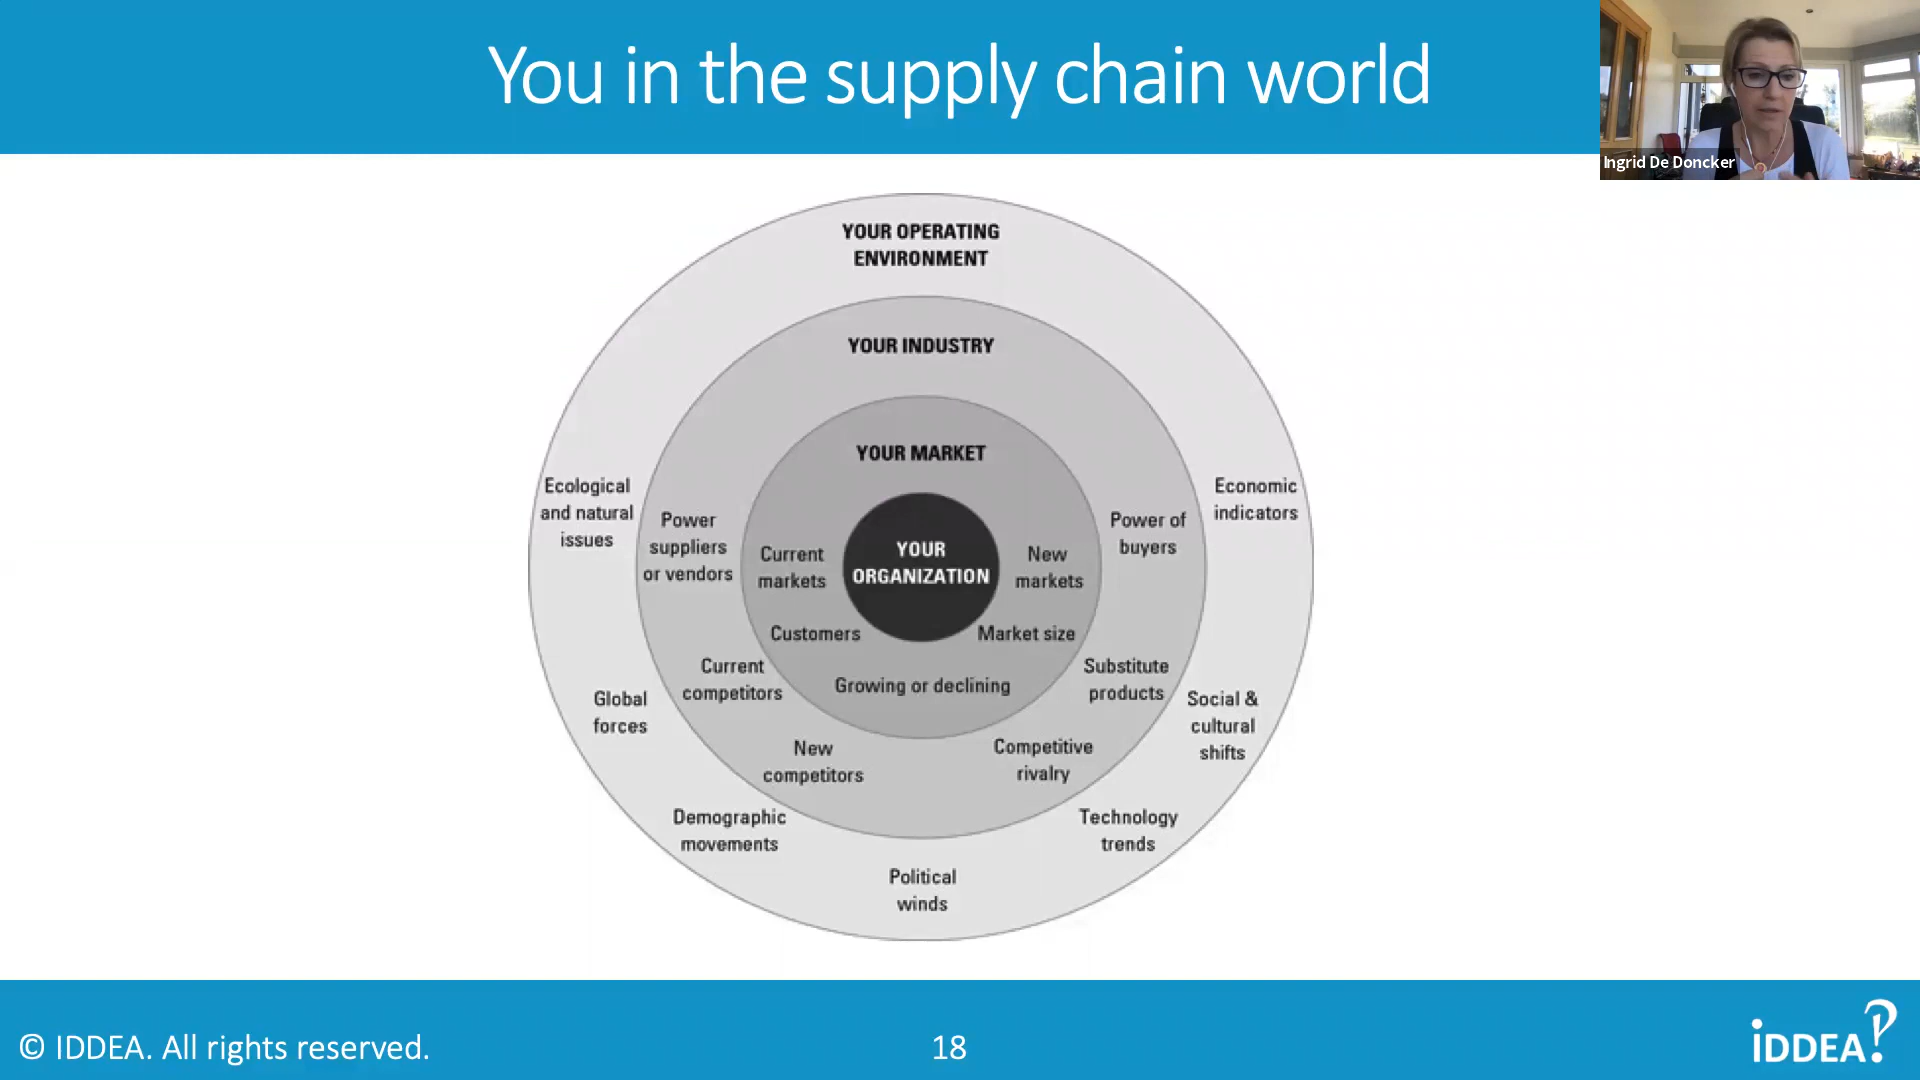 You in the supply chain world
Ingrid De Doncker
YOUR OPERATING
ENVIRONMENT
YOUR INDUSTRY
YOUR MARKET
YOUR
ORGANIZATION
Current
markets
New
markets
Customers
Market size
Growing or declining
Power
suppliers
or vendors
Power of
buyers
Current
competitors
Substitute
products
New
competitors
Competitive
rivalry
Ecological
and natural
issues
Economic
indicators
Global
forces
Social &
cultural
shifts
Demographic
movements
Technology
trends
Political
winds
© IDDEA. All rights reserved.
18
iDDEA?